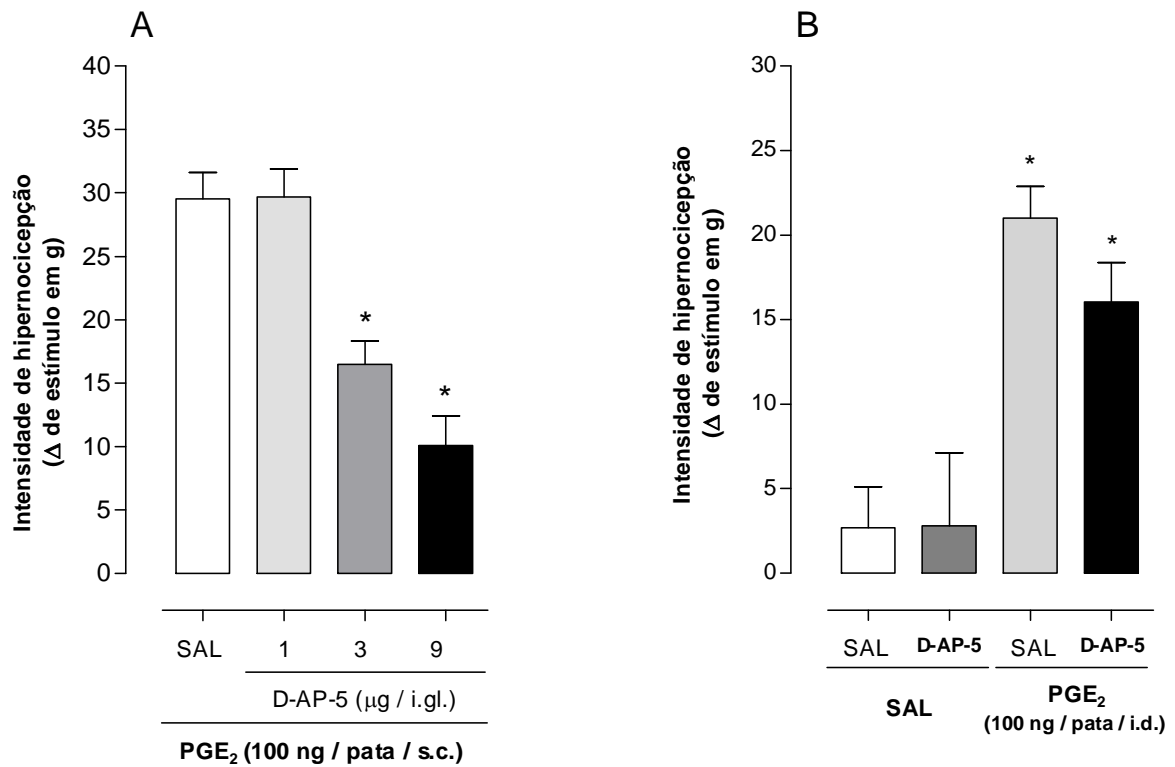 A
Intensidade de hipernocicepção
(Δ de estímulo em g)
40
35
30
25
20
15
10
5
0
*
*
SAL
1
3
9
D-AP-5 (μg / i.gl.)
PGE₂ (100 ng / pata / s.c.)
B
Intensidade de hipernocicepção
(Δ de estímulo em g)
30
25
20
15
10
5
0
*
*
SAL
D-AP-5
SAL
D-AP-5
SAL
PGE₂
(100 ng / pata / i.d.)